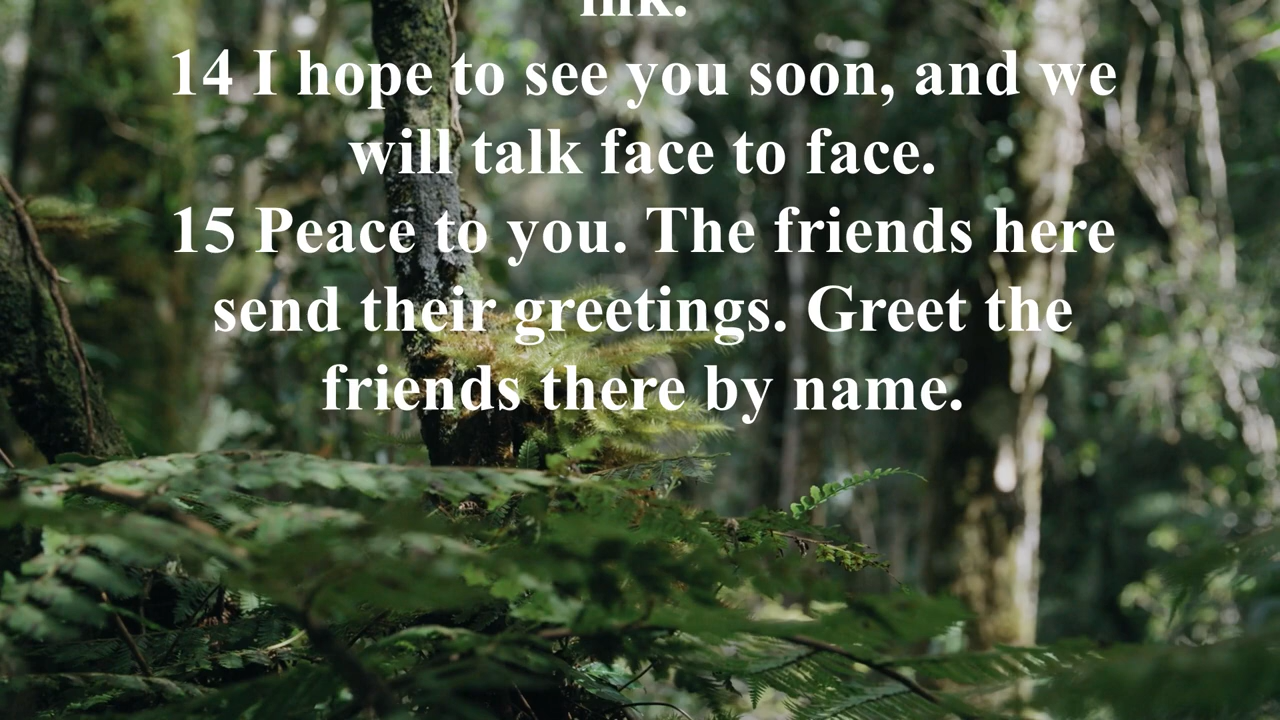 ink.
14 I hope to see you soon, and we
will talk face to face.
15 Peace to you. The friends here
send their greetings. Greet the
friends there by name.